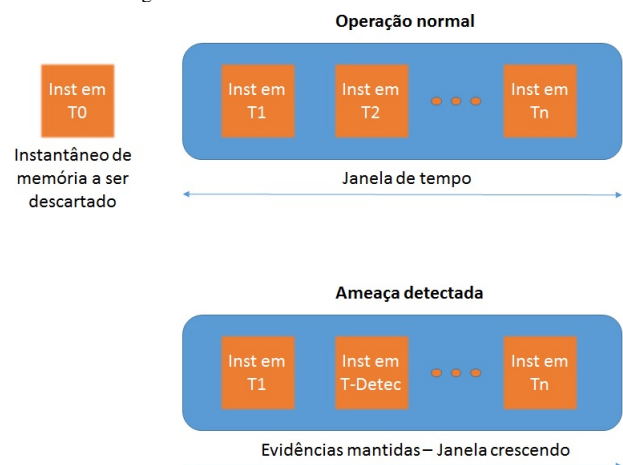 Operação normal
Inst em
T0
Inst em
T1
Inst em
T2
Inst em
Tn
Instantâneo de
memória a ser
descartado
Janela de tempo
Ameaça detectada
Inst em
T1
Inst em
T-Detec
Inst em
Tn
Evidências mantidas – Janela crescendo